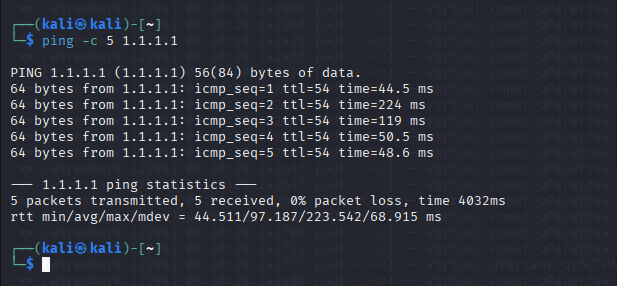 ┌──(kali㉿kali)-[~]
└─$ ping -c 5 1.1.1.1
PING 1.1.1.1 (1.1.1.1) 56(84) bytes of data.
64 bytes from 1.1.1.1: icmp_seq=1 ttl=54 time=44.5 ms
64 bytes from 1.1.1.1: icmp_seq=2 ttl=54 time=224 ms
64 bytes from 1.1.1.1: icmp_seq=3 ttl=54 time=119 ms
64 bytes from 1.1.1.1: icmp_seq=4 ttl=54 time=50.5 ms
64 bytes from 1.1.1.1: icmp_seq=5 ttl=54 time=48.6 ms
--- 1.1.1.1 ping statistics ---
5 packets transmitted, 5 received, 0% packet loss, time 4032ms
rtt min/avg/max/mdev = 44.511/97.187/223.542/68.915 ms
┌──(kali㉿kali)-[~]
└─$